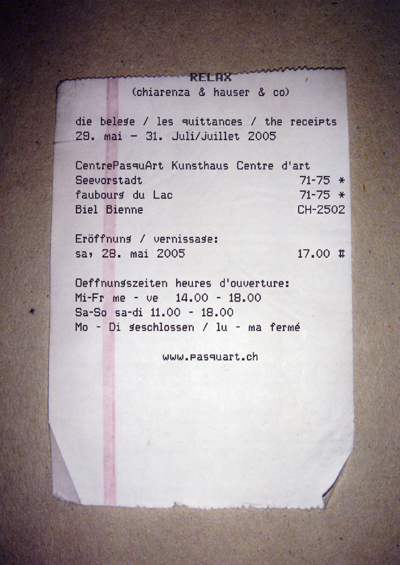 RELAX
(chiarenza & hauser & co)
die belege / les quittances / the receipts
29. mai - 31. Juli/juillet 2005
CentrePasquArt Kunsthaus Centre d'art
Seevorstadt 71-75 *
faubourg du Lac 71-75 *
Biel Bienne CH-2502
Eröffnung / vernissage:
sa, 28. mai 2005 17.00 #
Oeffnungszeiten heures d'ouverture:
Mi-Fr me - ve 14.00 - 18.00
Sa-So sa-di 11.00 - 18.00
Mo - Di geschlossen / lu - ma fermé
www.pasquart.ch